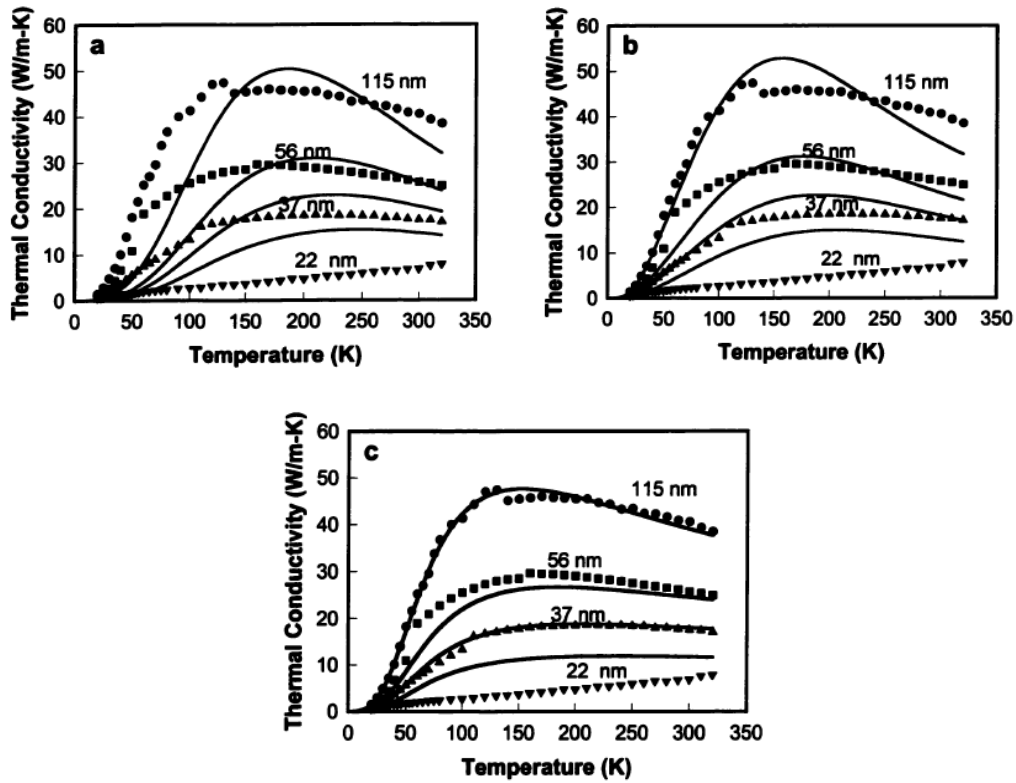 a
Thermal Conductivity (W/m-K)
60
50
40
30
20
10
0
115 nm
56 nm
37 nm
22 nm
0 50 100 150 200 250 300 350
Temperature (K)
b
Thermal Conductivity (W/m-K)
60
50
40
30
20
10
0
115 nm
56 nm
37 nm
22 nm
0 50 100 150 200 250 300 350
Temperature (K)
c
Thermal Conductivity (W/m-K)
60
50
40
30
20
10
0
115 nm
56 nm
37 nm
22 nm
0 50 100 150 200 250 300 350
Temperature (K)